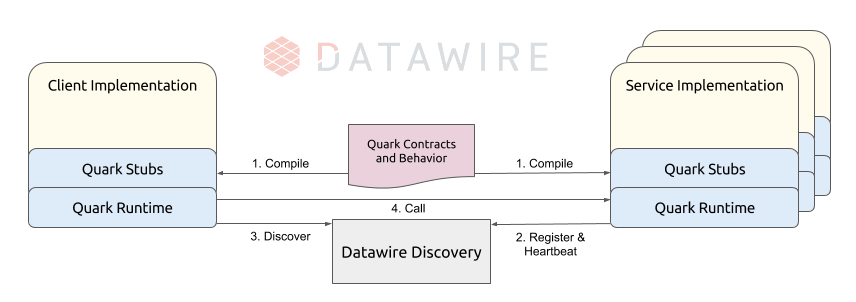 DATAWIRE
Client Implementation
Service Implementation
Quark Contracts
and Behavior
1. Compile
1. Compile
Quark Stubs
Quark Stubs
Quark Runtime
Quark Runtime
4. Call
3. Discover
2. Register &
Heartbeat
Datawire Discovery